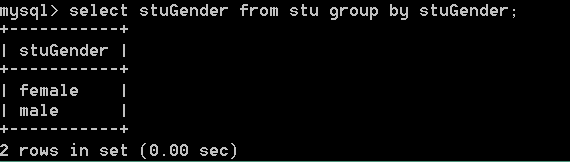 mysql> select stuGender from stu group by stuGender;
+-----------+
| stuGender |
+-----------+
| female    |
| male      |
+-----------+
2 rows in set (0.00 sec)